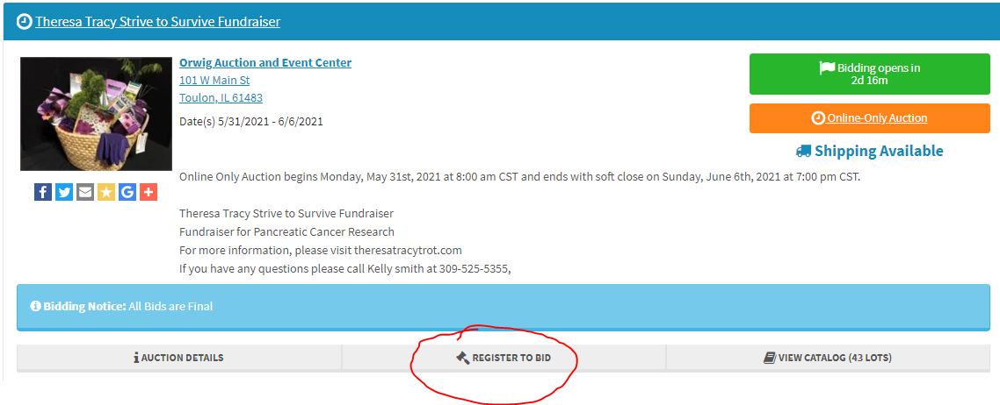 Theresa Tracy Strive to Survive Fundraiser
Orwig Auction and Event Center
101 W Main St
Toulon, IL 61483
Date(s) 5/31/2021 - 6/6/2021
Bidding opens in
2d 16m
Online-Only Auction
Shipping Available
Online Only Auction begins Monday, May 31st, 2021 at 8:00 am CST and ends with soft close on Sunday, June 6th, 2021 at 7:00 pm CST.
Theresa Tracy Strive to Survive Fundraiser
Fundraiser for Pancreatic Cancer Research
For more information, please visit theresatracytrot.com
If you have any questions please call Kelly smith at 309-525-5355,
Bidding Notice: All Bids are Final
AUCTION DETAILS
REGISTER TO BID
VIEW CATALOG (43 LOTS)